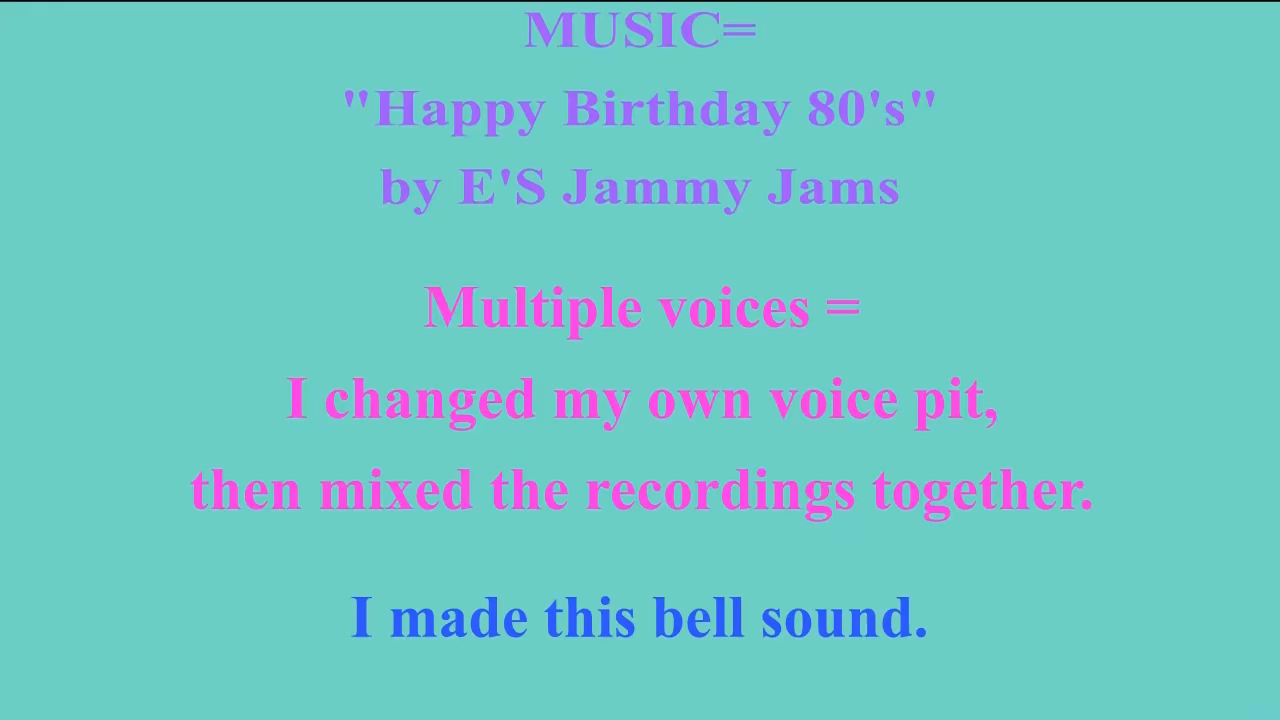 MUSIC=
"Happy Birthday 80's"
by E'S Jammy Jams
Multiple voices =
I changed my own voice pit,
then mixed the recordings together.
I made this bell sound.